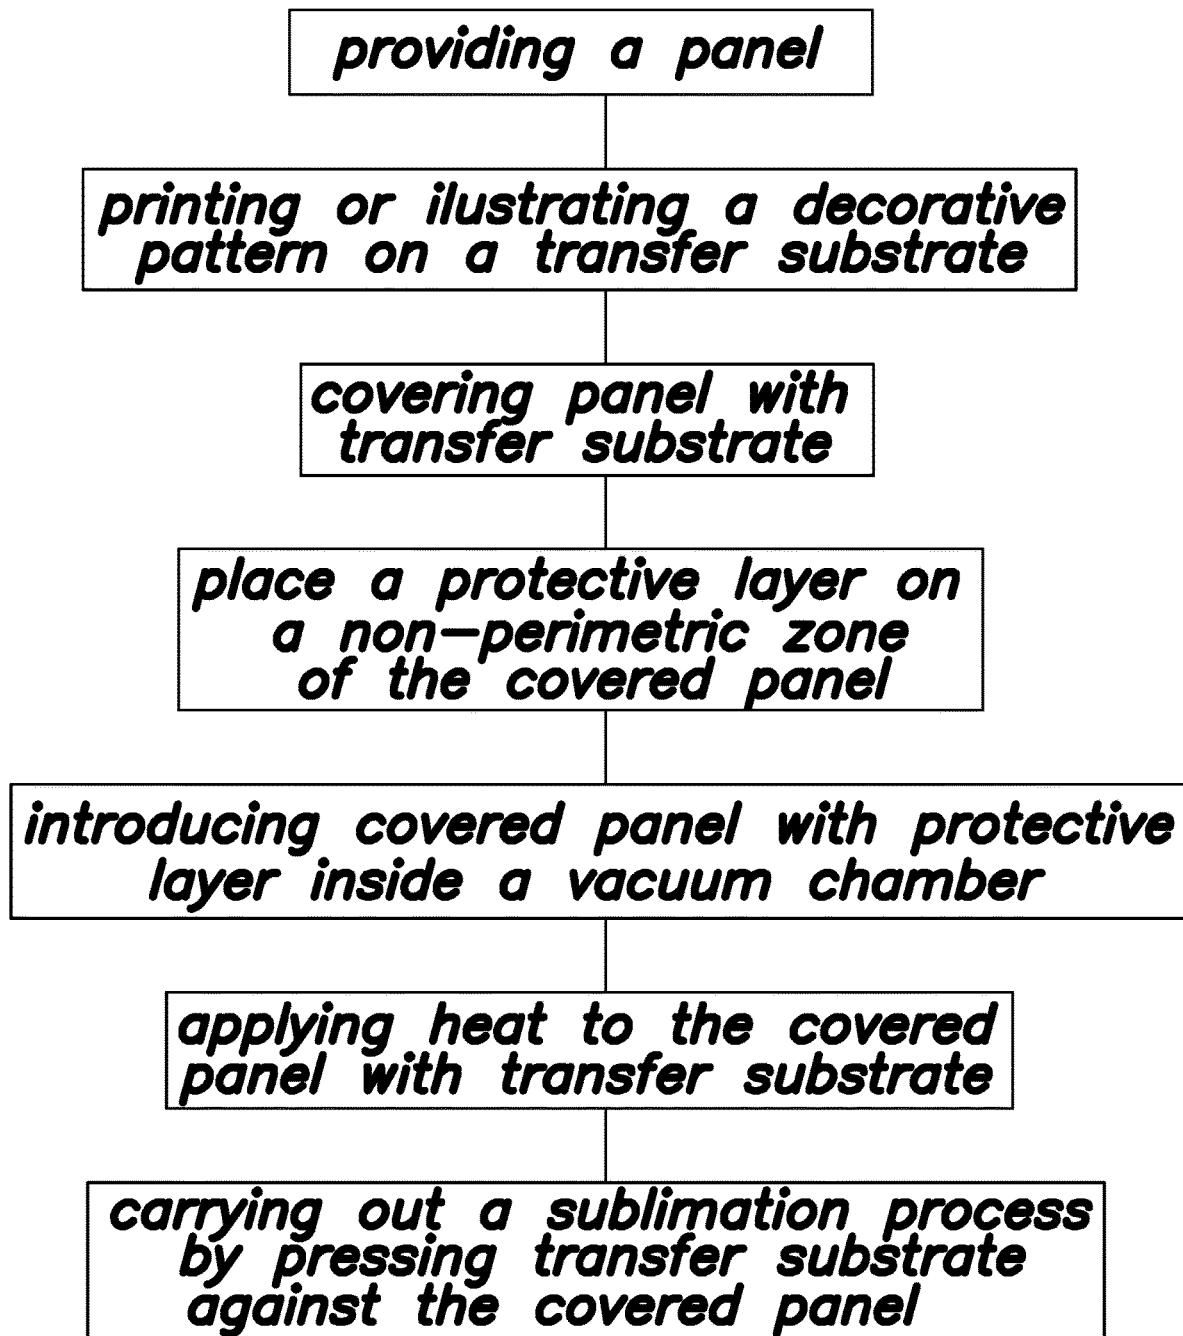 providing a panel
printing or ilustrating a decorative
pattern on a transfer substrate
covering panel with
transfer substrate
place a protective layer on
a non-perimetric zone
of the covered panel
introducing covered panel with protective
layer inside a vacuum chamber
applying heat to the covered
panel with transfer substrate
carrying out a sublimation process
by pressing transfer substrate
against the covered panel